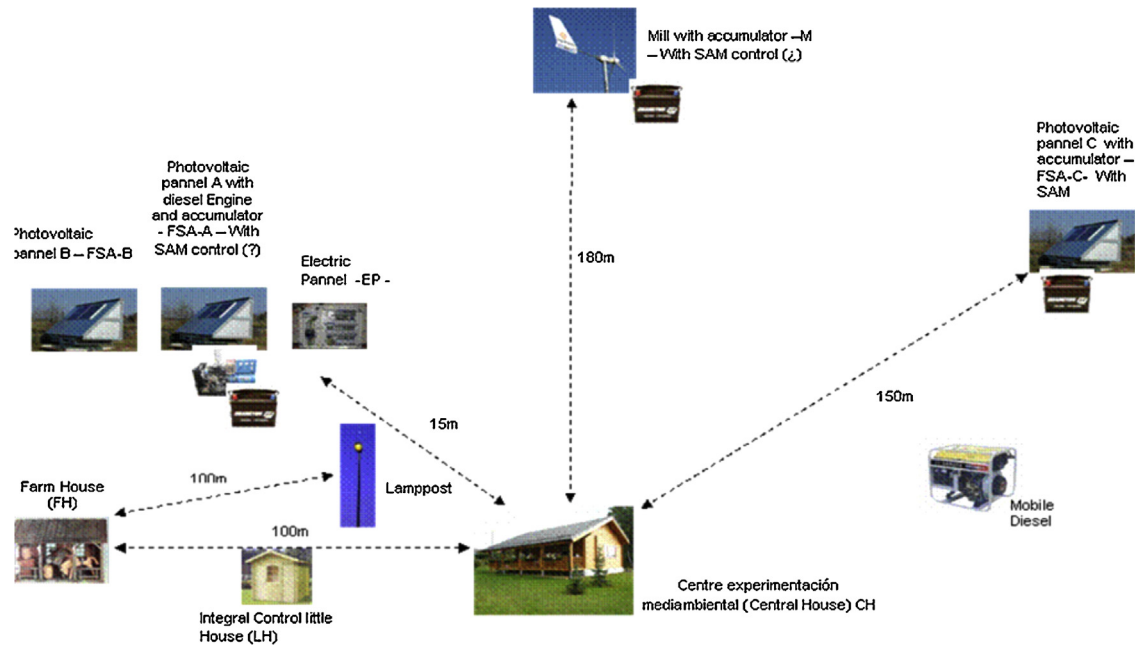 Mill with accumulator –M
– With SAM control (¿)
Photovoltaic
pannel C with
accumulator –
FSA-C- With
SAM
Photovoltaic
pannel A with
diesel Engine
and accumulator
- FSA-A – With
SAM control (?)
Photovoltaic
pannel B – FSA-B
Electric
Pannel -EP -
180m
150m
15m
100m
Lamppost
Farm House
(FH)
100m
Mobile
Diesel
Centre experimentación
mediambiental (Central House) CH
Integral Control little
House (LH)